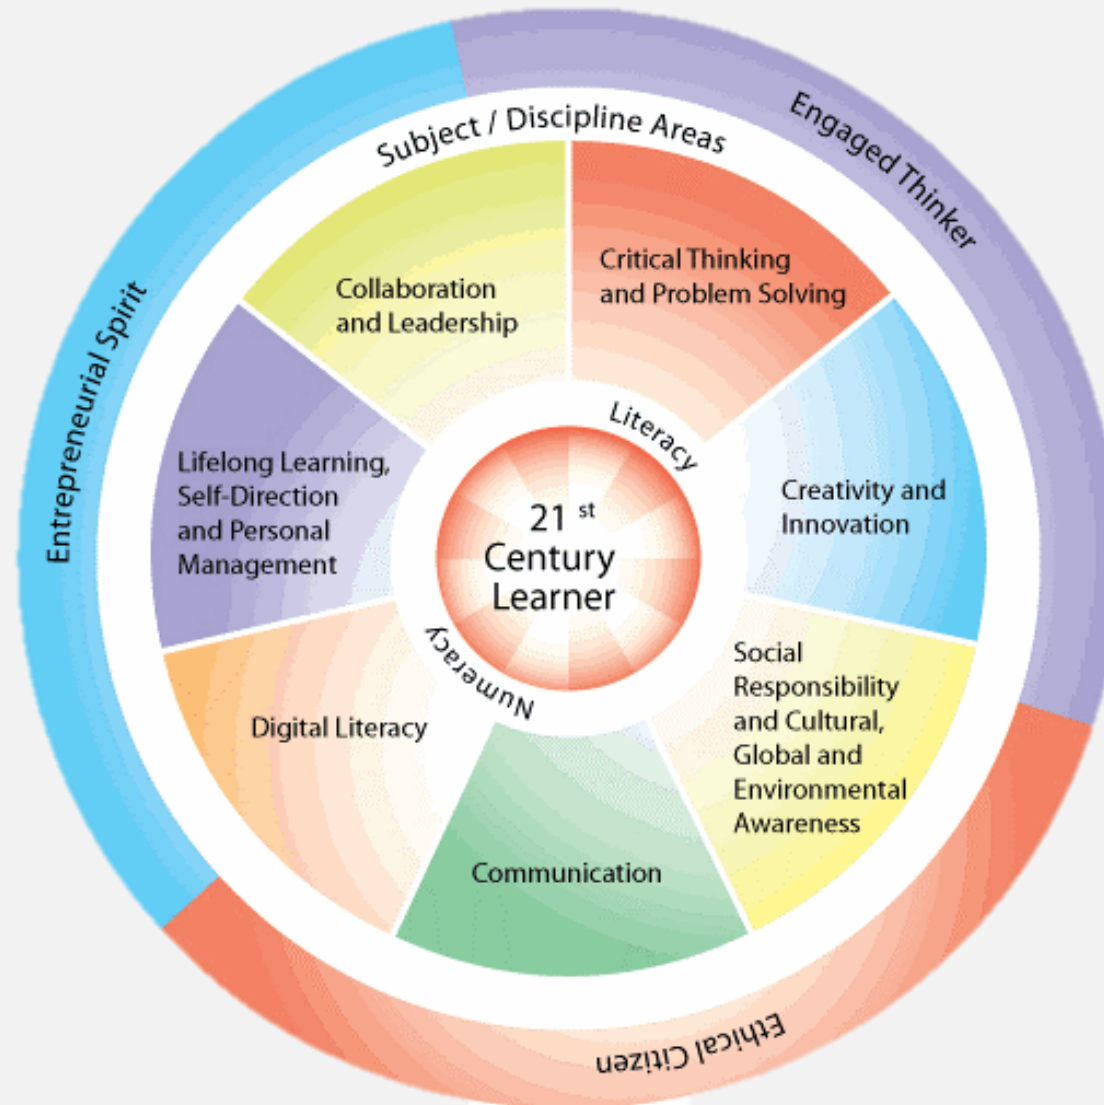 Subject / Discipline Areas
Engaged Thinker
Entrepreneurial Spirit
Ethical Citizen
Collaboration
and Leadership
Critical Thinking
and Problem Solving
Creativity and
Innovation
Social
Responsibility
and Cultural,
Global and
Environmental
Awareness
Communication
Digital Literacy
Lifelong Learning,
Self-Direction
and Personal
Management
Literacy
21 st
Century
Learner
Numeracy